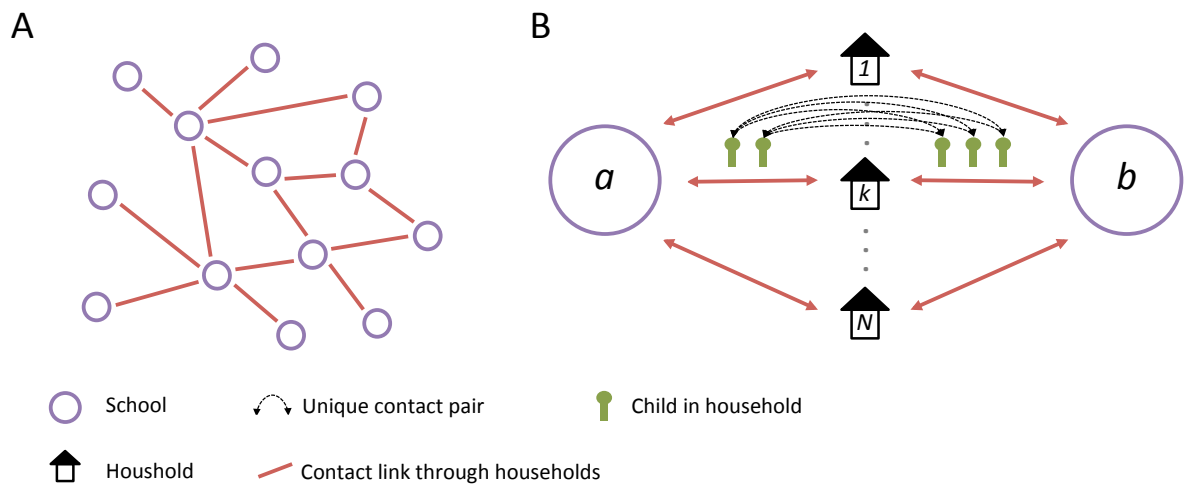 A
B
1
a
k
b
N
School
Unique contact pair
Child in household
Houshold
Contact link through households